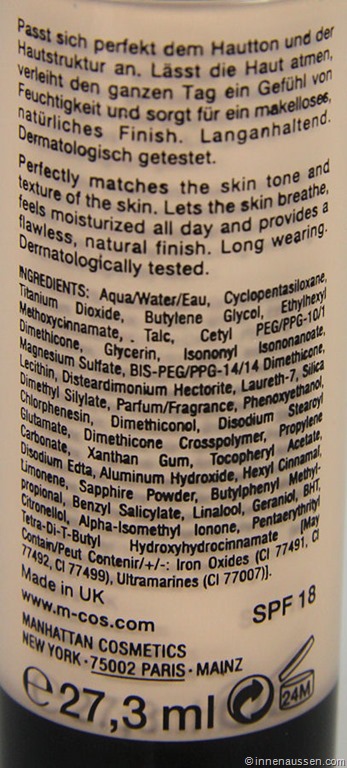 Passt sich perfekt dem Hautton und der
Hautstruktur an. Lässt die Haut atmen,
verleiht den ganzen Tag ein Gefühl von
Feuchtigkeit und sorgt für ein makelloses,
natürliches Finish. Langanhaltend.
Dermatologisch getestet.
Perfectly matches the skin tone and
texture of the skin. Lets the skin breathe,
feels moisturized all day and provides a
flawless, natural finish. Long wearing.
Dermatologically tested.
INGREDIENTS: Aqua/Water/Eau, Cyclopentasiloxane,
Titanium Dioxide, Butylene Glycol, Ethylhexyl
Methoxycinnamate, Talc, Cetyl PEG/PPG-10/1
Dimethicone, Glycerin, Isononyl Isononanoate,
Magnesium Sulfate, BIS-PEG/PPG-14/14 Dimethicone,
Lecithin, Disteardimonium Hectorite, Laureth-7, Silica
Dimethyl Silylate, Parfum/Fragrance, Phenoxyethanol,
Chlorphenesin, Dimethiconol, Disodium Stearoyl
Glutamate, Dimethicone Crosspolymer, Propylene
Carbonate, Xanthan Gum, Tocopheryl Acetate,
Disodium Edta, Aluminum Hydroxide, Hexyl Cinnamal,
Limonene, Sapphire Powder, Butylphenyl Methyl-
propional, Benzyl Salicylate, Linalool, Geraniol, BHT,
Citronellol, Alpha-Isomethyl Ionone, Pentaerythrityl
Tetra-Di-T-Butyl Hydroxyhydrocinnamate [May
Contain/Peut Contenir/+/-: Iron Oxides (CI 77491, CI
77492, CI 77499), Ultramarines (CI 77007)].
Made in UK
www.m-cos.com
SPF 18
MANHATTAN COSMETICS
NEW YORK · 75002 PARIS · MAINZ
℮27,3 ml
24M
© innenaussen.com